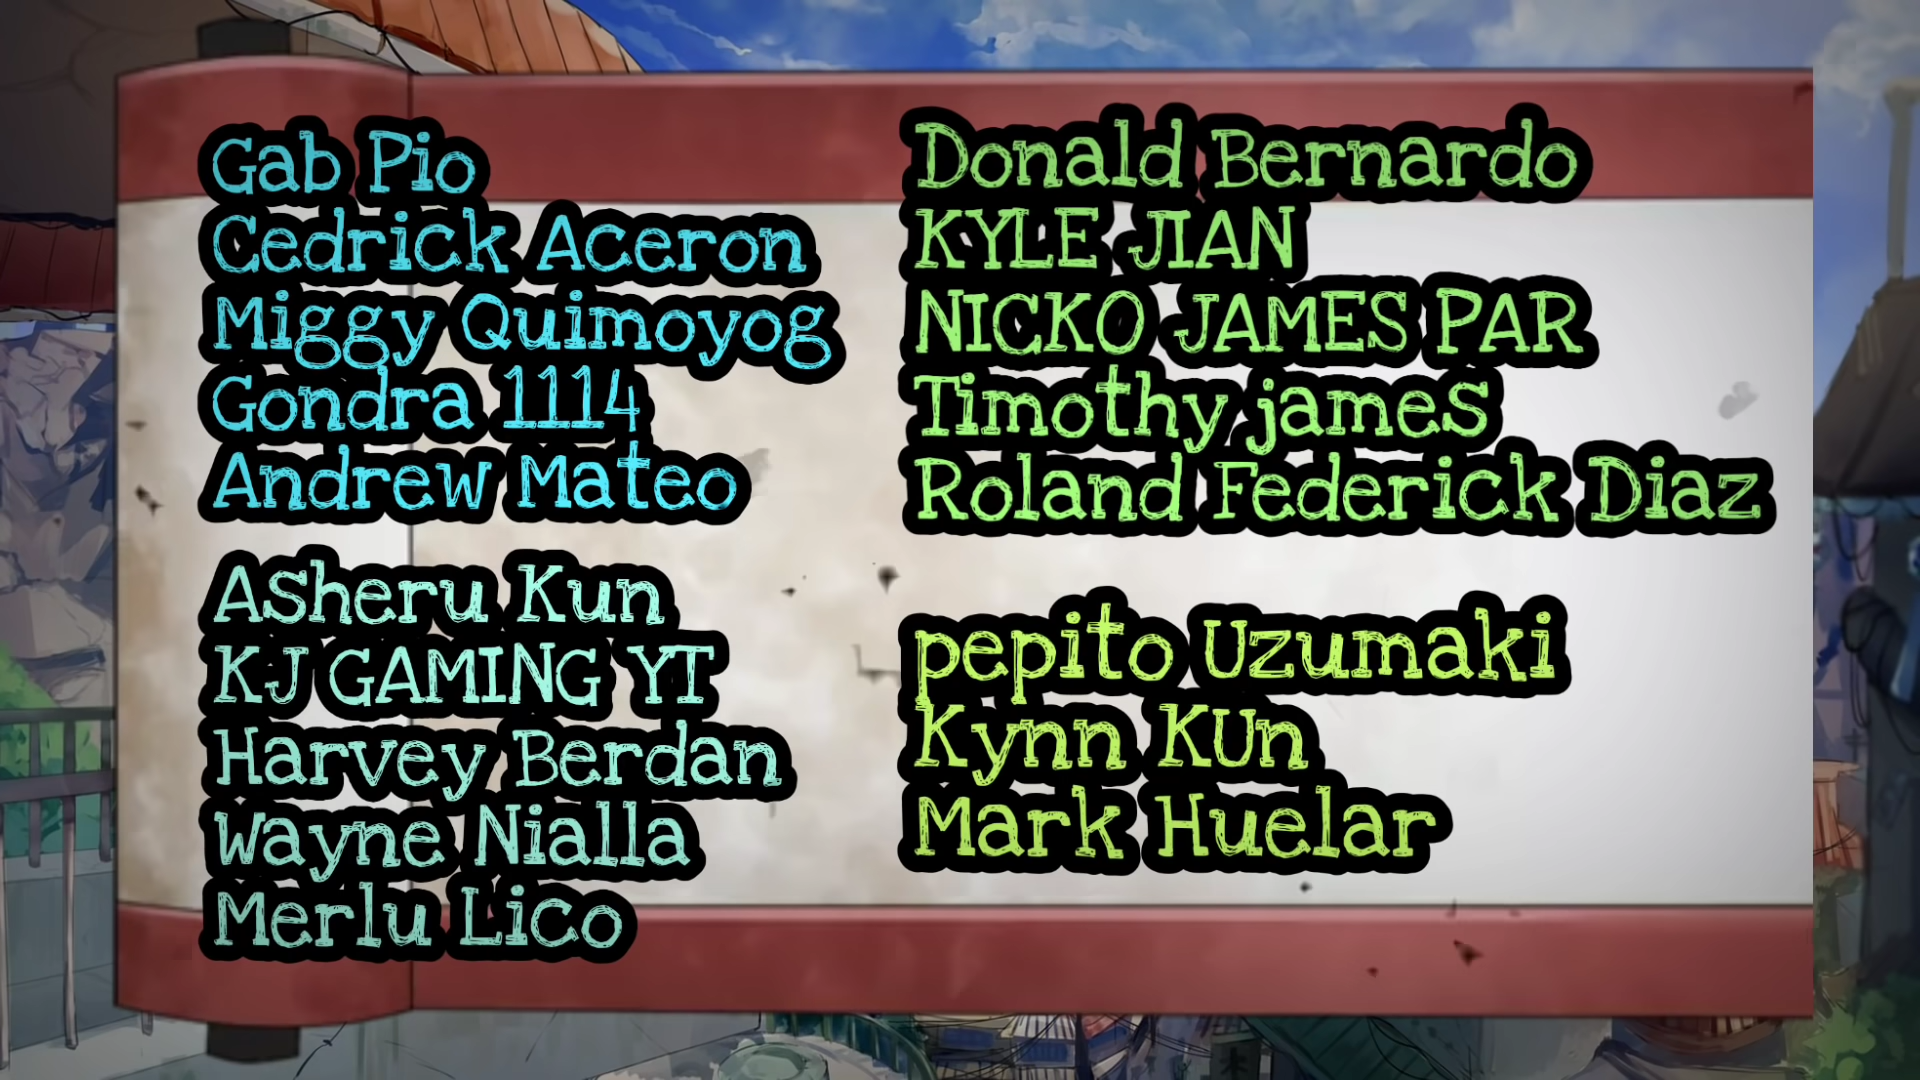 Gab Pio
Cedrick Aceron
Miggy Quimoyog
Gondra 1114
Andrew Mateo
Asheru Kun
KJ GAMING YT
Harvey Berdan
Wayne Nialla
Merlu Lico
Donald Bernardo
KYLE JIAN
NICKO JAMES PAR
Timothy james
Roland Federick Diaz
pepito Uzumaki
Kynn KUn
Mark Huelar